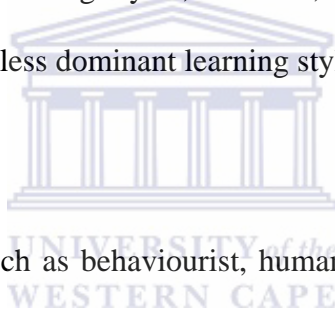 less dominant learning sty
UNIVERSITY of the
ch as behaviourist, human
WESTERN CAPE